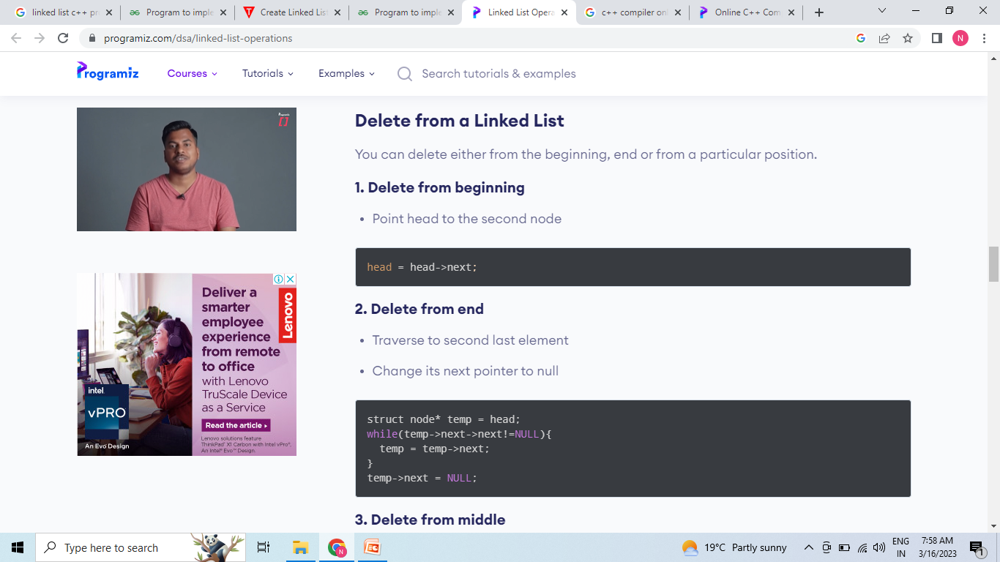 linked list c++ pr
Program to imple
Create Linked Lis
Program to imple
Linked List Opera
c++ compiler onl
Online C++ Com
programiz.com/dsa/linked-list-operations
N
Programiz
Courses
Tutorials
Examples
Search tutorials & examples
Delete from a Linked List
You can delete either from the beginning, end or from a particular position.
1. Delete from beginning
• Point head to the second node
head = head->next;
2. Delete from end
• Traverse to second last element
• Change its next pointer to null
struct node* temp = head;
while(temp->next->next!=NULL){
temp = temp->next;
}
temp->next = NULL;
3. Delete from middle
Deliver a
smarter
employee
experience
from remote
to office
with Lenovo
TruScale Device
as a Service
Read the article
Lenovo solutions feature
ThinkPad® X1 Carbon with Intel vPro®,
An Intel® Evo™ Design
Lenovo
intel.
vPRO
An Evo Design
Type here to search
N
19°C Partly sunny
ENG
IN
7:58 AM
3/16/2023
1